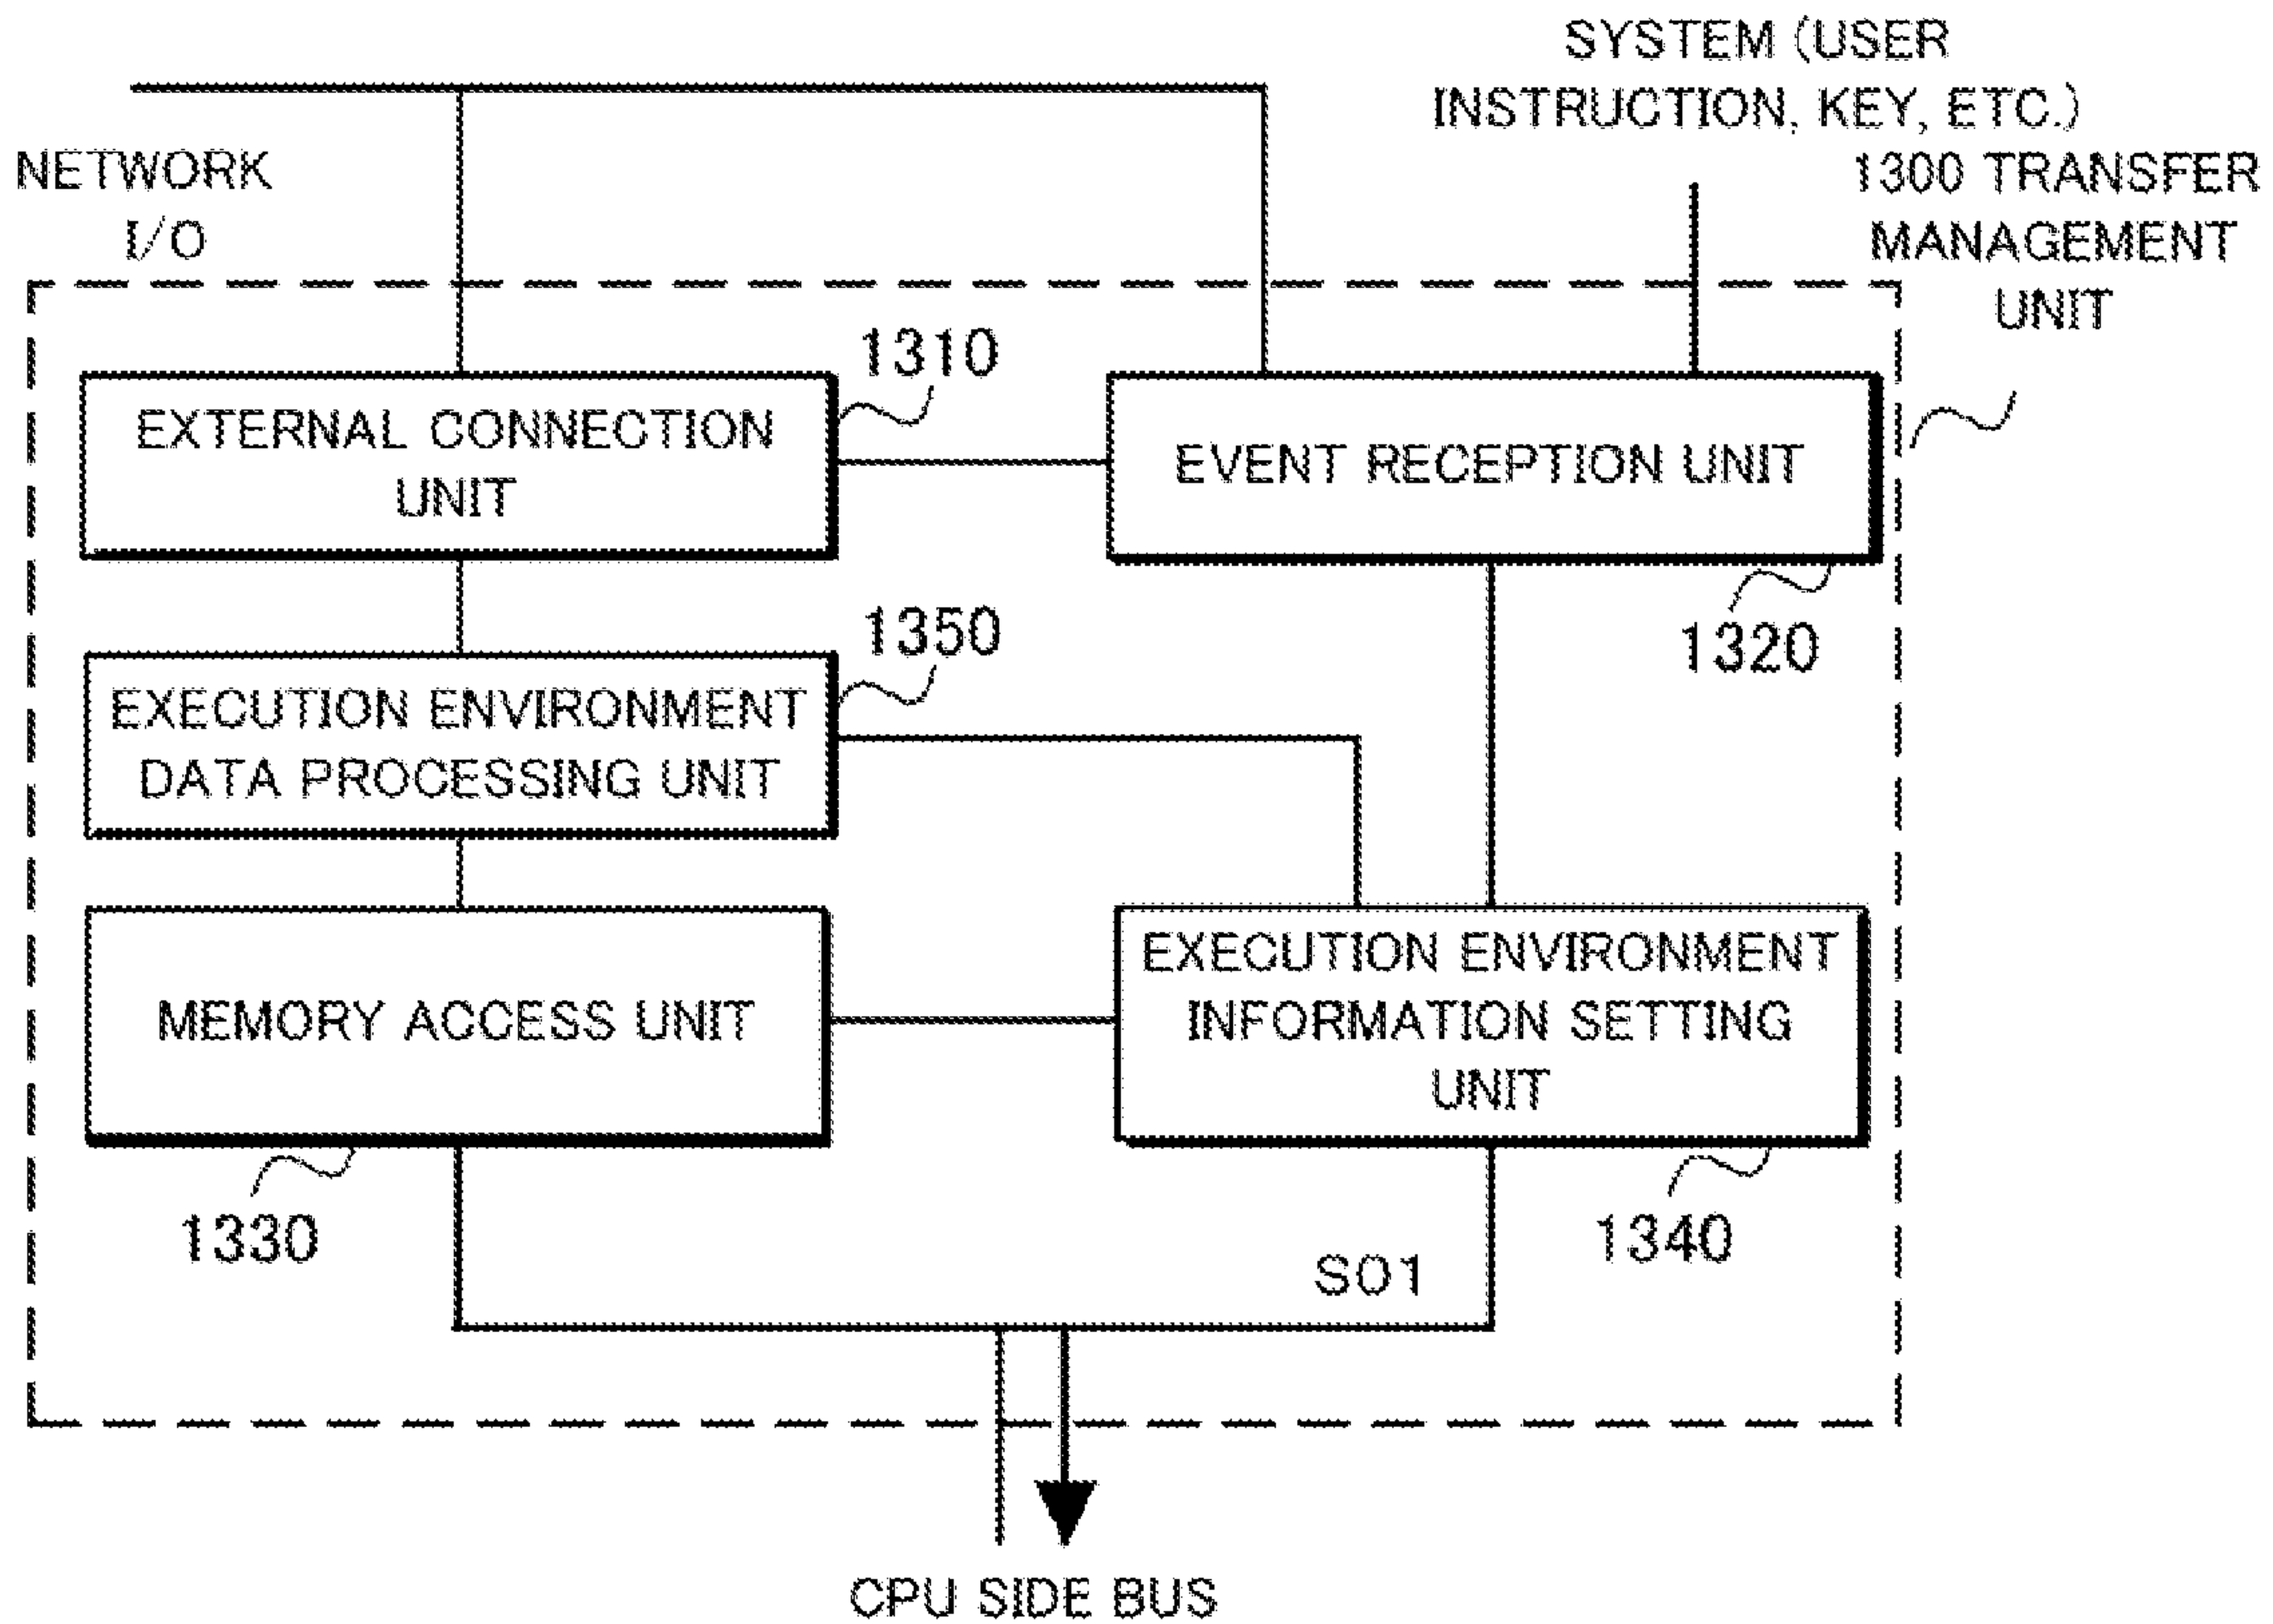 SYSTEM (USER
INSTRUCTION, KEY, ETC.)
NETWORK
I/O
1300 TRANSFER
MANAGEMENT
UNIT
1310
EXTERNAL CONNECTION
UNIT
EVENT RECEPTION UNIT
1320
1350
EXECUTION ENVIRONMENT
DATA PROCESSING UNIT
MEMORY ACCESS UNIT
EXECUTION ENVIRONMENT
INFORMATION SETTING
UNIT
1330
1340
S01
CPU SIDE BUS